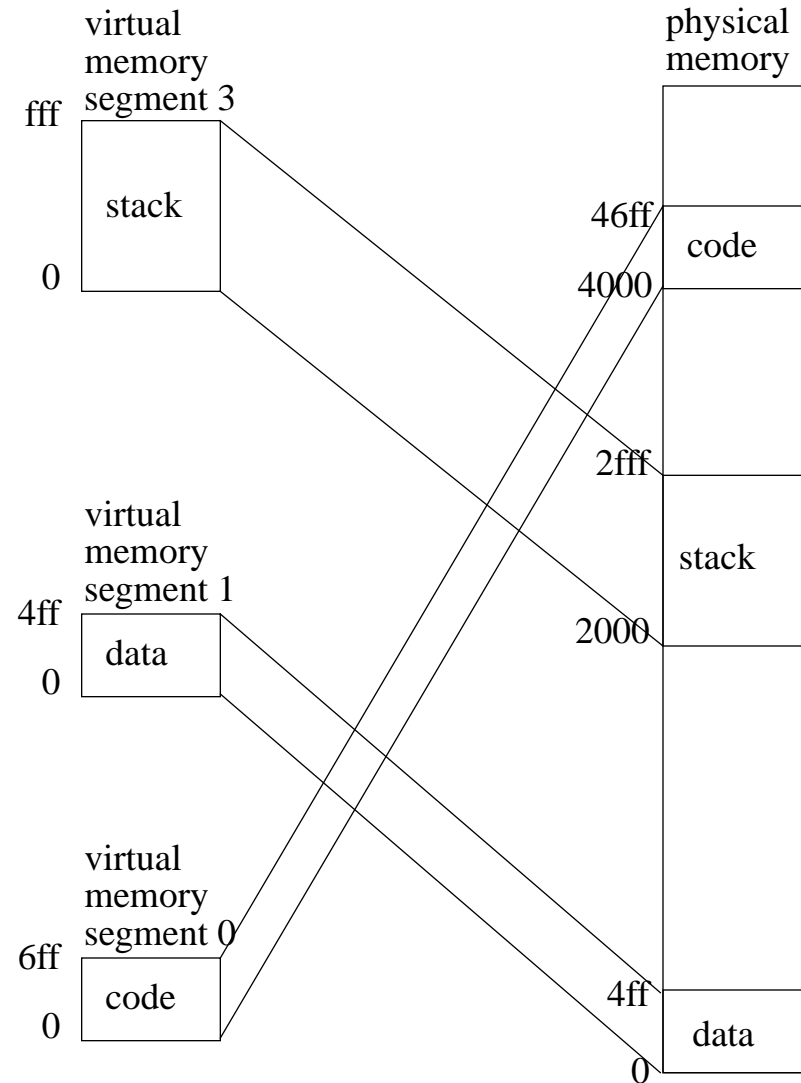 virtual
memory
segment 3
fff
stack
0
virtual
memory
segment 1
4ff
data
0
virtual
memory
segment 0
6ff
code
0
physical
memory
46ff
code
4000
2fff
stack
2000
4ff
data
0